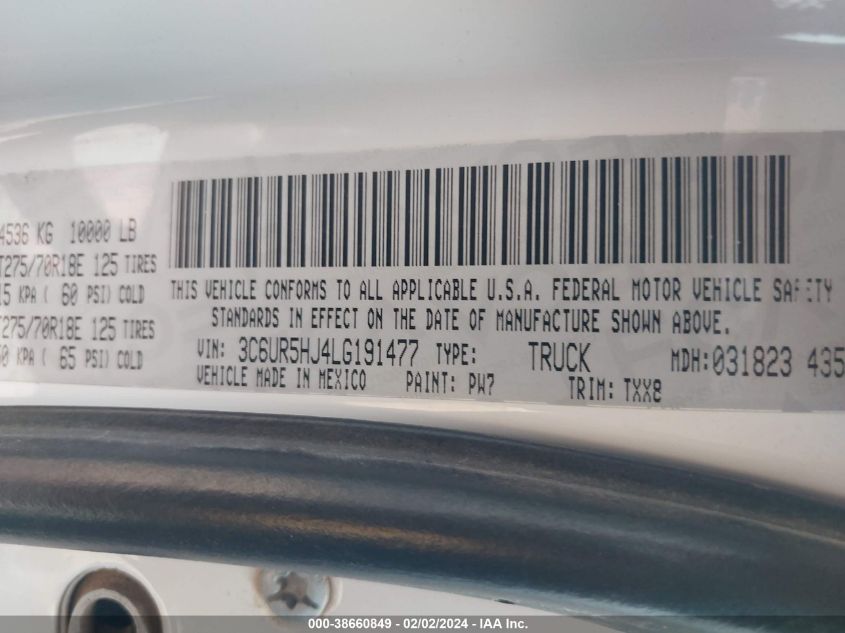 4536 KG 10000 LB
T275/70R18E 125 TIRES
15 KPA ( 60 PSI) COLD
T275/70R18E 125 TIRES
50 KPA ( 65 PSI) COLD
THIS VEHICLE CONFORMS TO ALL APPLICABLE U.S.A. FEDERAL MOTOR VEHICLE SAFETY
STANDARDS IN EFFECT ON THE DATE OF MANUFACTURE SHOWN ABOVE.
VIN: 3C6UR5HJ4LG191477 TYPE: TRUCK MDH:031823 435
VEHICLE MADE IN MEXICO PAINT: PW7 TRIM: TXX8
000-38660849 - 02/02/2024 - IAA Inc.